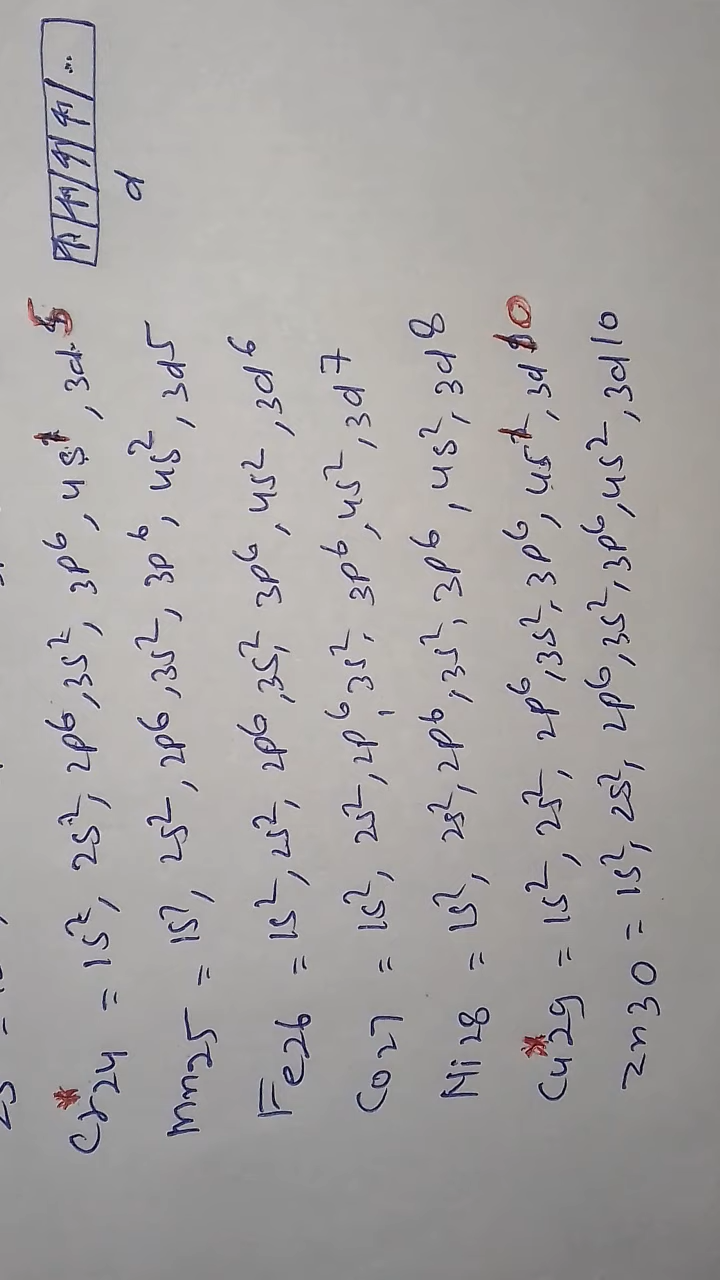 Cr24* = 1s², 2s², 2p⁶, 3s², 3p⁶, 4s¹, 3d5
d
Mn25 = 1s², 2s², 2p⁶, 3s², 3p⁶, 4s², 3d5
Fe26 = 1s², 2s², 2p⁶, 3s², 3p⁶, 4s², 3d6
Co27 = 1s², 2s², 2p⁶, 3s², 3p⁶, 4s², 3d7
Ni28 = 1s², 2s², 2p⁶, 3s², 3p⁶, 4s², 3d8
Cu29* = 1s², 2s², 2p⁶, 3s², 3p⁶, 4s¹, 3d10
Zn30 = 1s², 2s², 2p⁶, 3s², 3p⁶, 4s², 3d10